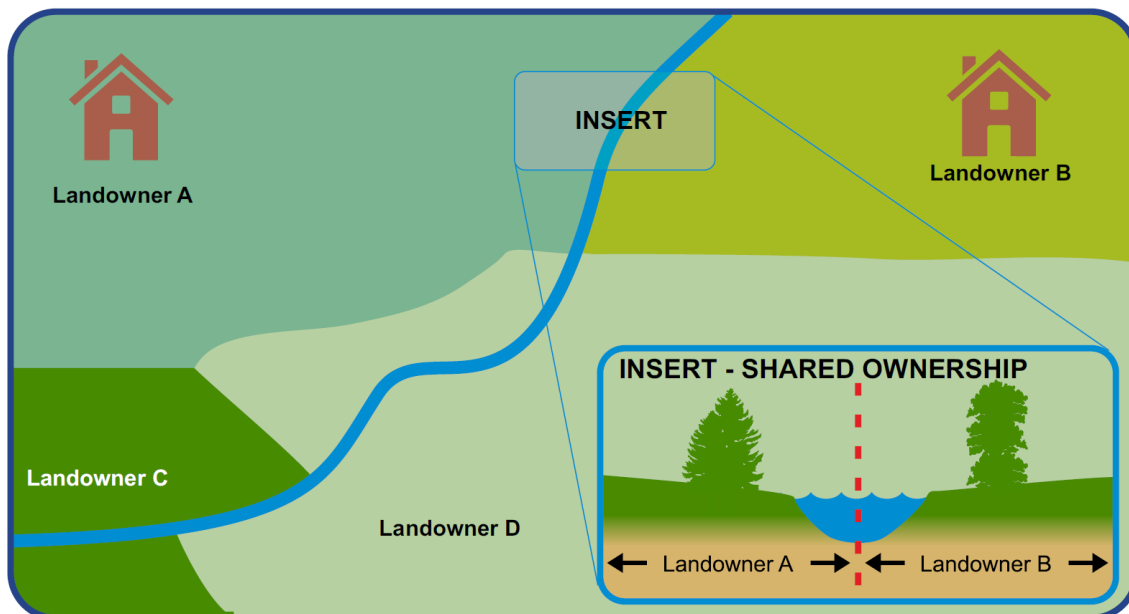 INSERT
Landowner A
Landowner B
INSERT - SHARED OWNERSHIP
Landowner C
Landowner D
Landowner A
Landowner B